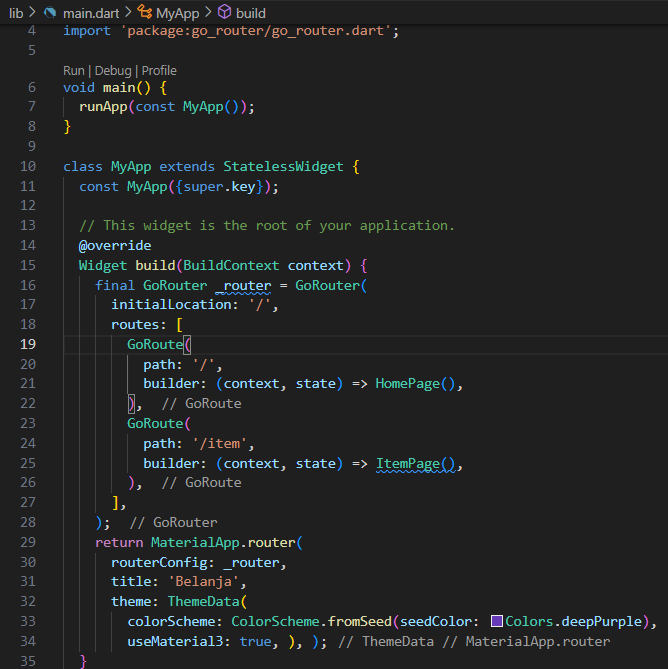 lib > main.dart > MyApp > build
4 import 'package:go_router/go_router.dart';
5
Run | Debug | Profile
6 void main() {
7 runApp(const MyApp());
8 }
9
10 class MyApp extends StatelessWidget {
11 const MyApp({super.key});
12
13 // This widget is the root of your application.
14 @override
15 Widget build(BuildContext context) {
16 final GoRouter _router = GoRouter(
17 initialLocation: '/',
18 routes: [
19 GoRoute(
20 path: '/',
21 builder: (context, state) => HomePage(),
22 ), // GoRoute
23 GoRoute(
24 path: '/item',
25 builder: (context, state) => ItemPage(),
26 ), // GoRoute
27 ],
28 ); // GoRouter
29 return MaterialApp.router(
30 routerConfig: _router,
31 title: 'Belanja',
32 theme: ThemeData(
33 colorScheme: ColorScheme.fromSeed(seedColor: Colors.deepPurple),
34 useMaterial3: true, ), ); // ThemeData // MaterialApp.router
35 }